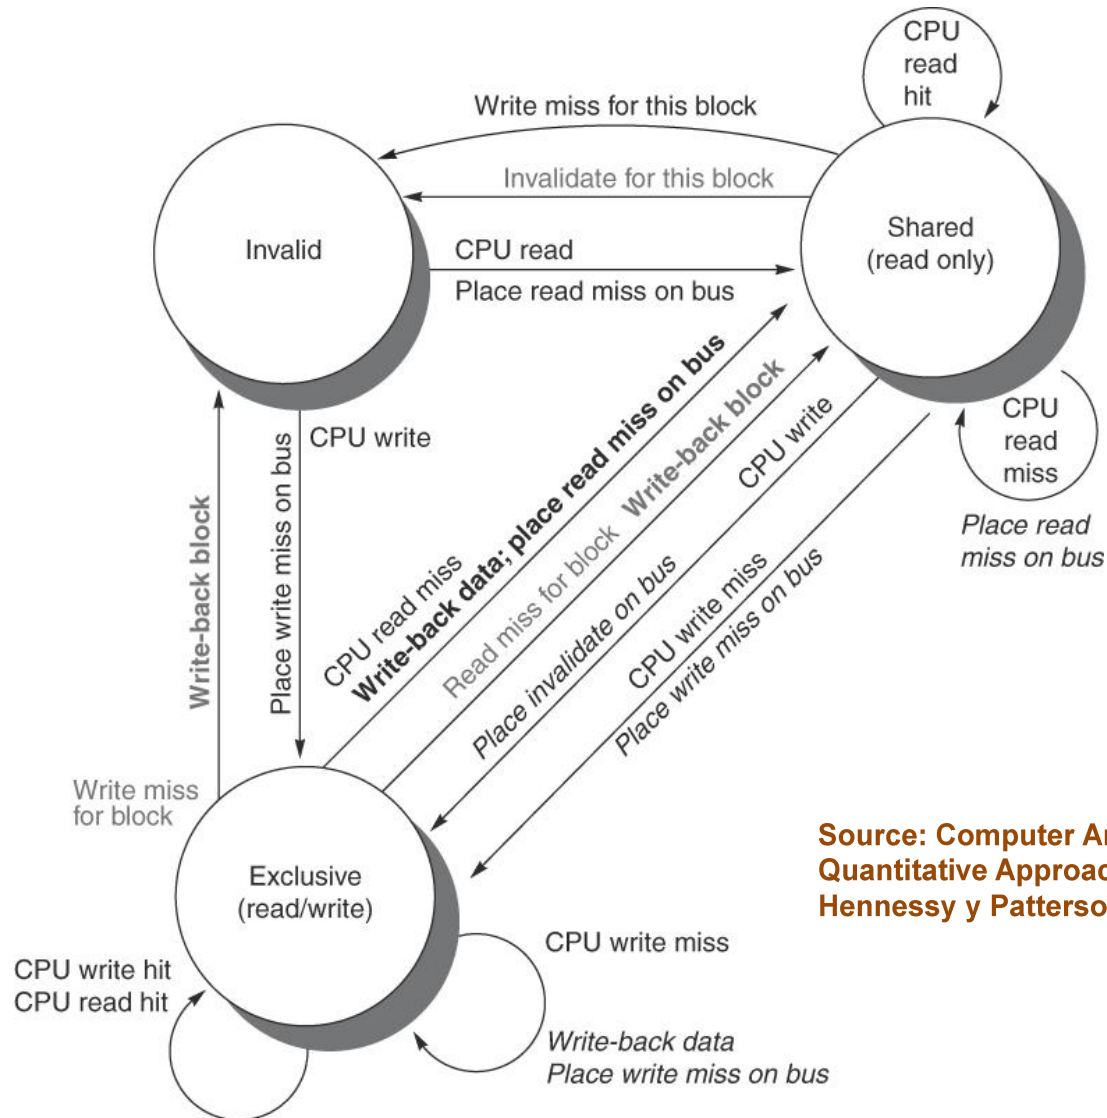 CPU
read
hit
Write miss for this block
Invalidate for this block
Invalid
Shared
(read only)
CPU read
Place read miss on bus
CPU write
Place write miss on bus
Write-back block
CPU read miss
Write-back data; place read miss on bus
Read miss for block Write-back block
CPU write
Place invalidate on bus
CPU write miss
Place write miss on bus
CPU
read
miss
Place read
miss on bus
Write miss
for block
Exclusive
(read/write)
CPU write hit
CPU read hit
CPU write miss
Write-back data
Place write miss on bus
Source: Computer
Quantitative
Hennessy y